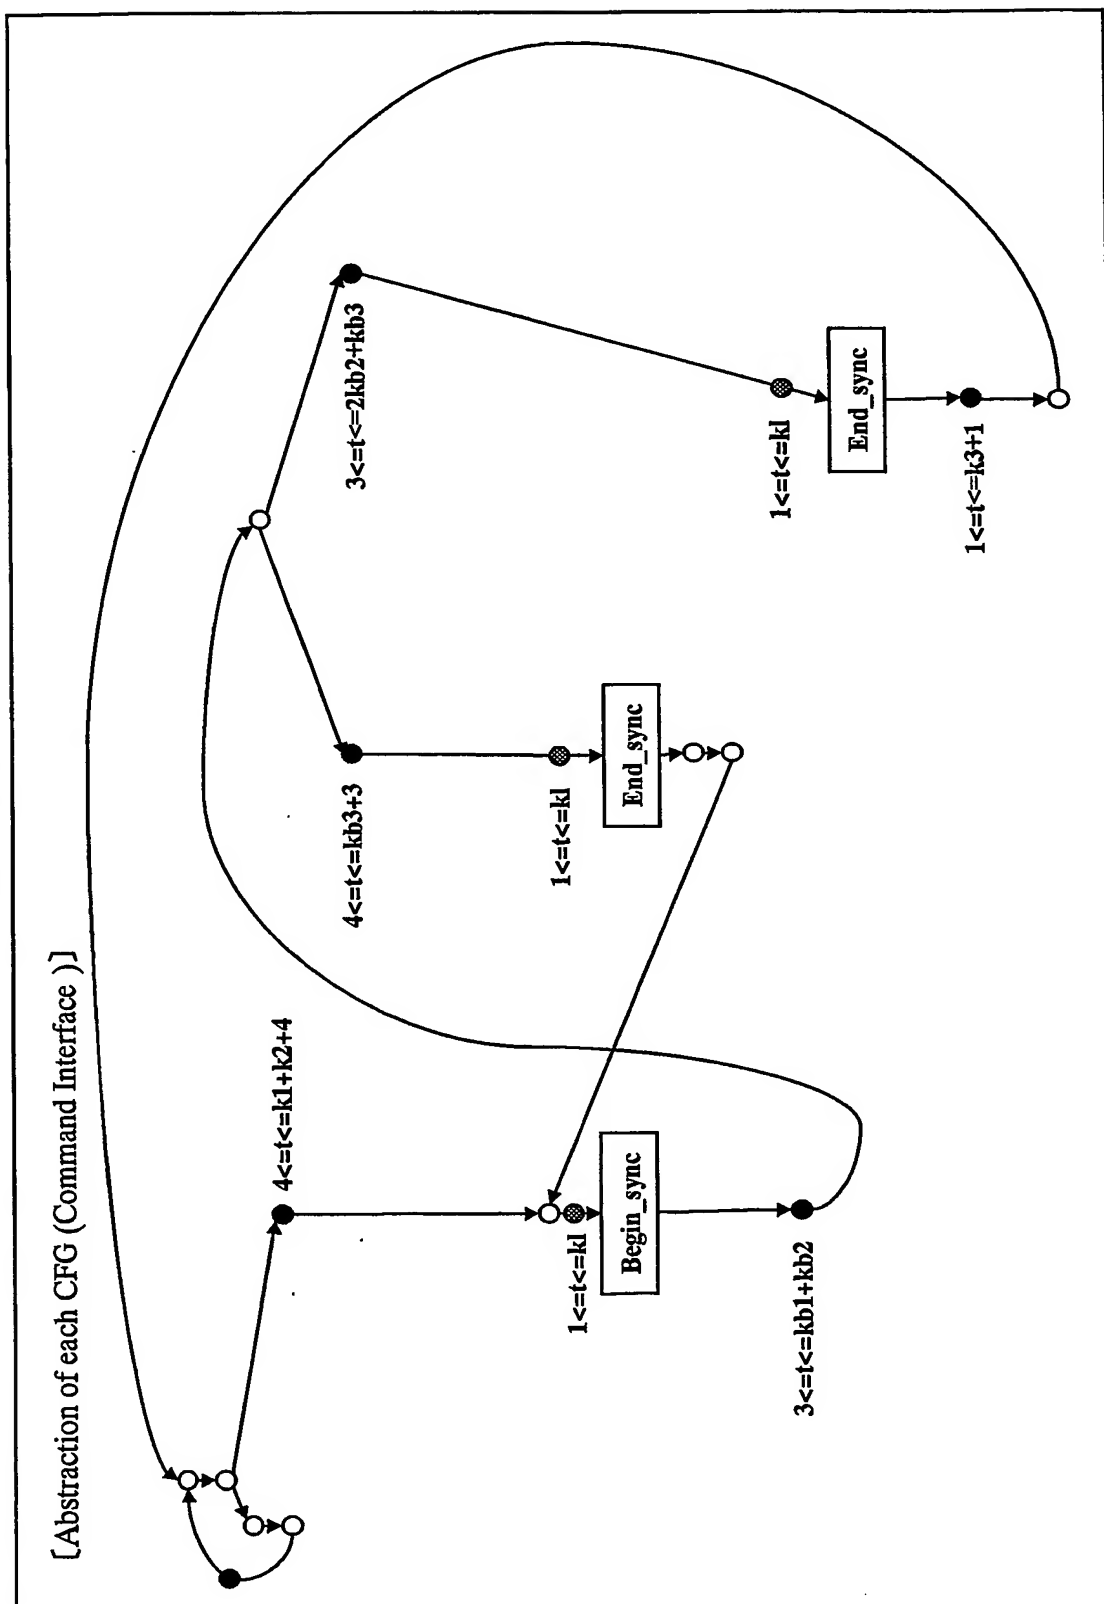 [Abstraction of each CFG (Command Interface )]
4<=t<=k1+k2+4
1<=t<=kl
Begin_sync
3<=t<=kb1+kb2
4<=t<=kb3+3
1<=t<=kl
End_sync
3<=t<=2kb2+kb3
1<=t<=kl
End_sync
1<=t<=k3+1